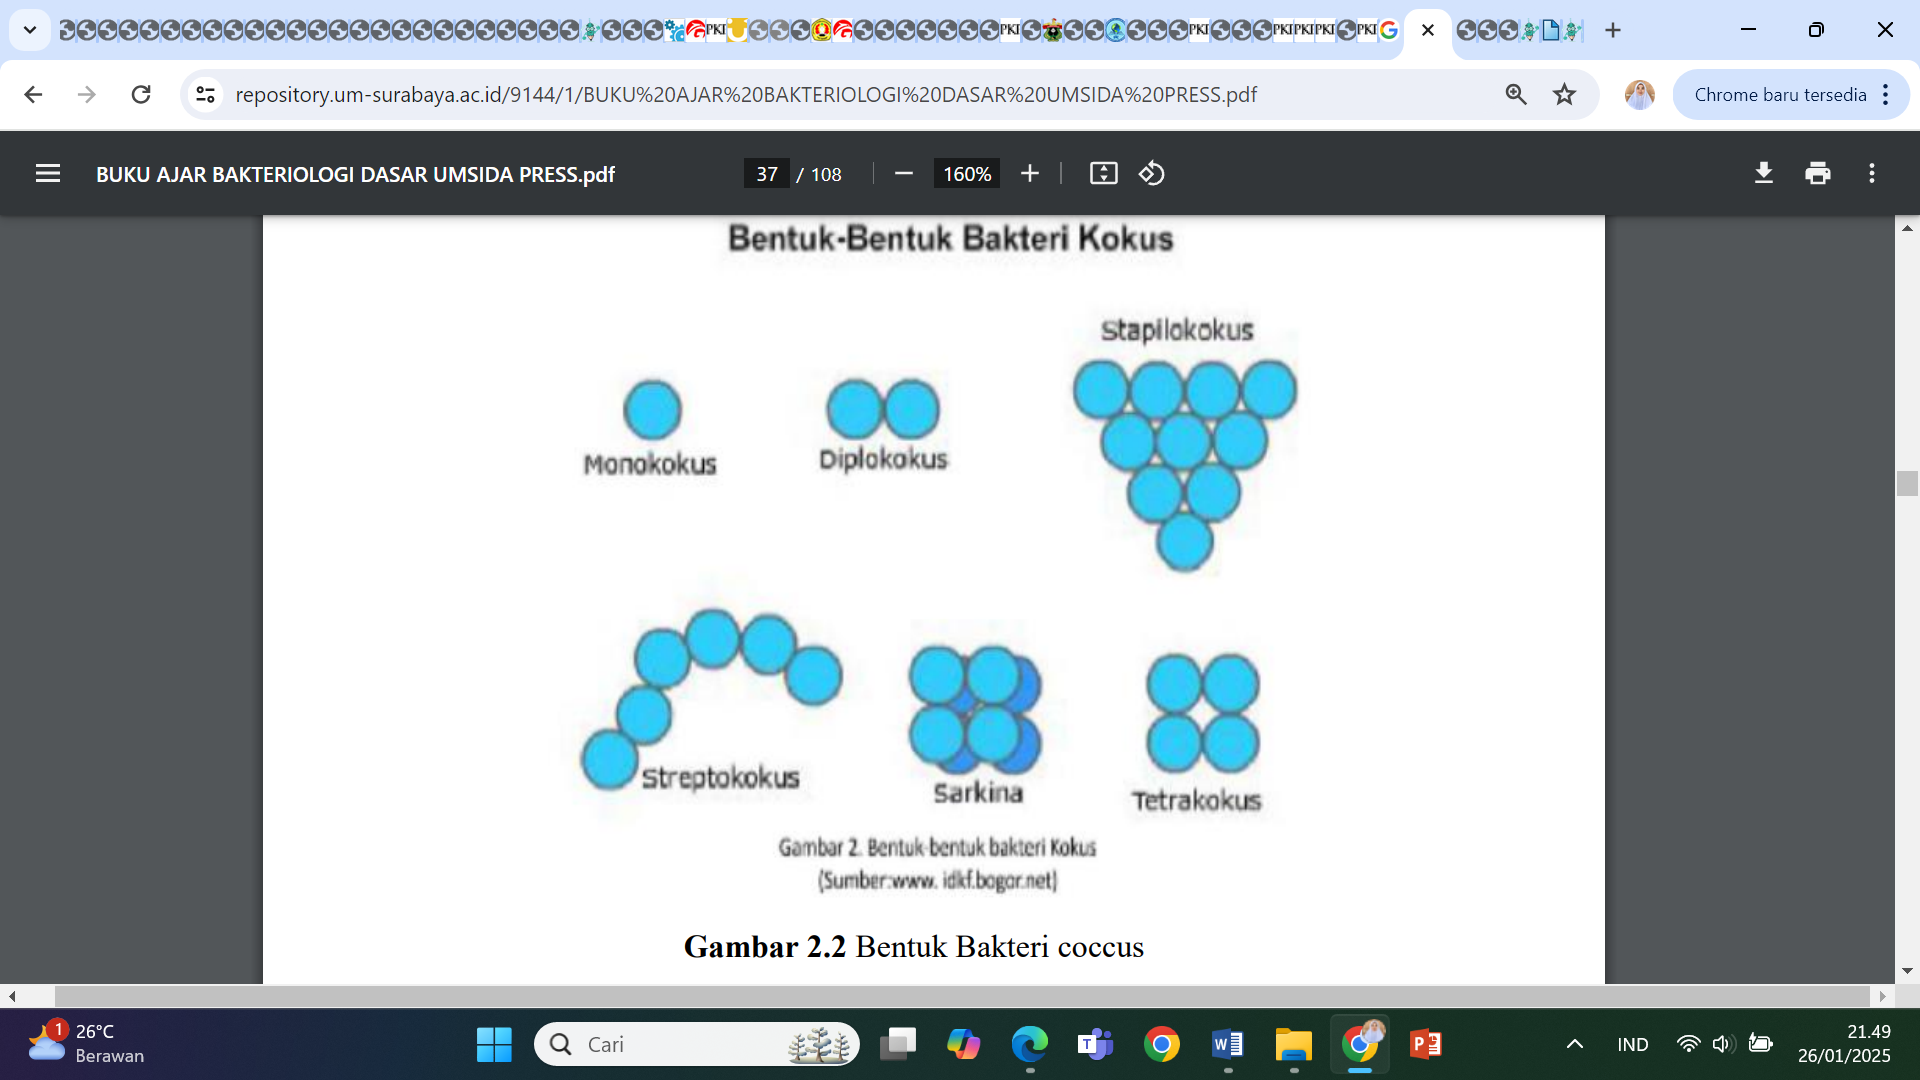 repository.um-surabaya.ac.id/9144/1/BUKU%20AJAR%20BAKTERIOLOGI%20DASAR%20UMSIDA%20PRESS.pdf
Chrome baru tersedia
BUKU AJAR BAKTERIOLOGI DASAR UMSIDA PRESS.pdf
37 / 108
160%
Bentuk-Bentuk Bakteri Kokus
Stapilokokus
Monokokus
Diplokokus
Streptokokus
Sarkina
Tetrakokus
Gambar 2. Bentuk-bentuk bakteri Kokus
(Sumber:www. idkf.bogor.net)
Gambar 2.2 Bentuk Bakteri coccus
1
26°C
Berawan
Cari
IND
21.49
26/01/2025